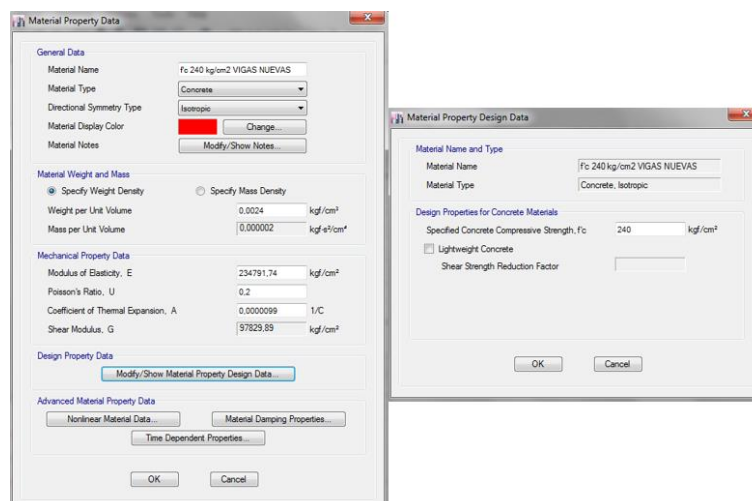 Material Property Data
General Data
Material Name f'c 240 kg/cm2 VIGAS NUEVAS
Material Type Concrete
Directional Symmetry Type Isotropic
Material Display Color Change...
Material Notes Modify/Show Notes...
Material Weight and Mass
Specify Weight Density Specify Mass Density
Weight per Unit Volume 0,0024 kgf/cm³
Mass per Unit Volume 0,000002 kgf-s²/cm⁴
Mechanical Property Data
Modulus of Elasticity, E 234791,74 kgf/cm²
Poisson's Ratio, U 0,2
Coefficient of Thermal Expansion, A 0,0000099 1/C
Shear Modulus, G 97829,89 kgf/cm²
Design Property Data
Modify/Show Material Property Design Data...
Advanced Material Property Data
Nonlinear Material Data... Material Damping Properties...
Time Dependent Properties...
OK Cancel
Material Property Design Data
Material Name and Type
Material Name f'c 240 kg/cm2 VIGAS NUEVAS
Material Type Concrete, Isotropic
Design Properties for Concrete Materials
Specified Concrete Compressive Strength, f'c 240 kgf/cm²
Lightweight Concrete
Shear Strength Reduction Factor
OK Cancel